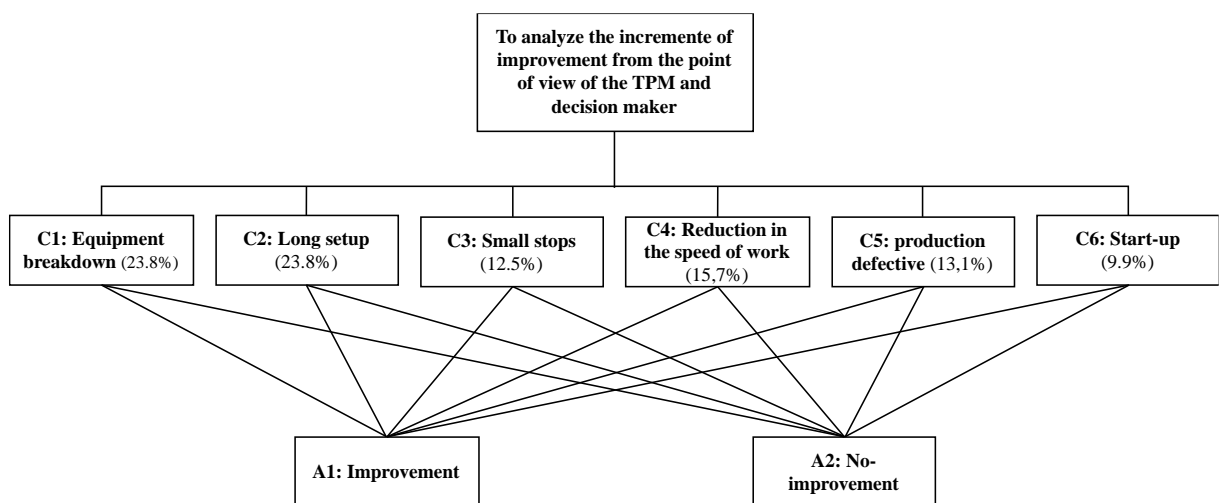 To analyze the incremente of
improvement from the point
of view of the TPM and
decision maker
C1: Equipment
breakdown (23.8%)
C2: Long setup
(23.8%)
C3: Small stops
(12.5%)
C4: Reduction in
the speed of work
(15,7%)
C5: production
defective (13,1%)
C6: Start-up
(9.9%)
A1: Improvement
A2: No-
improvement